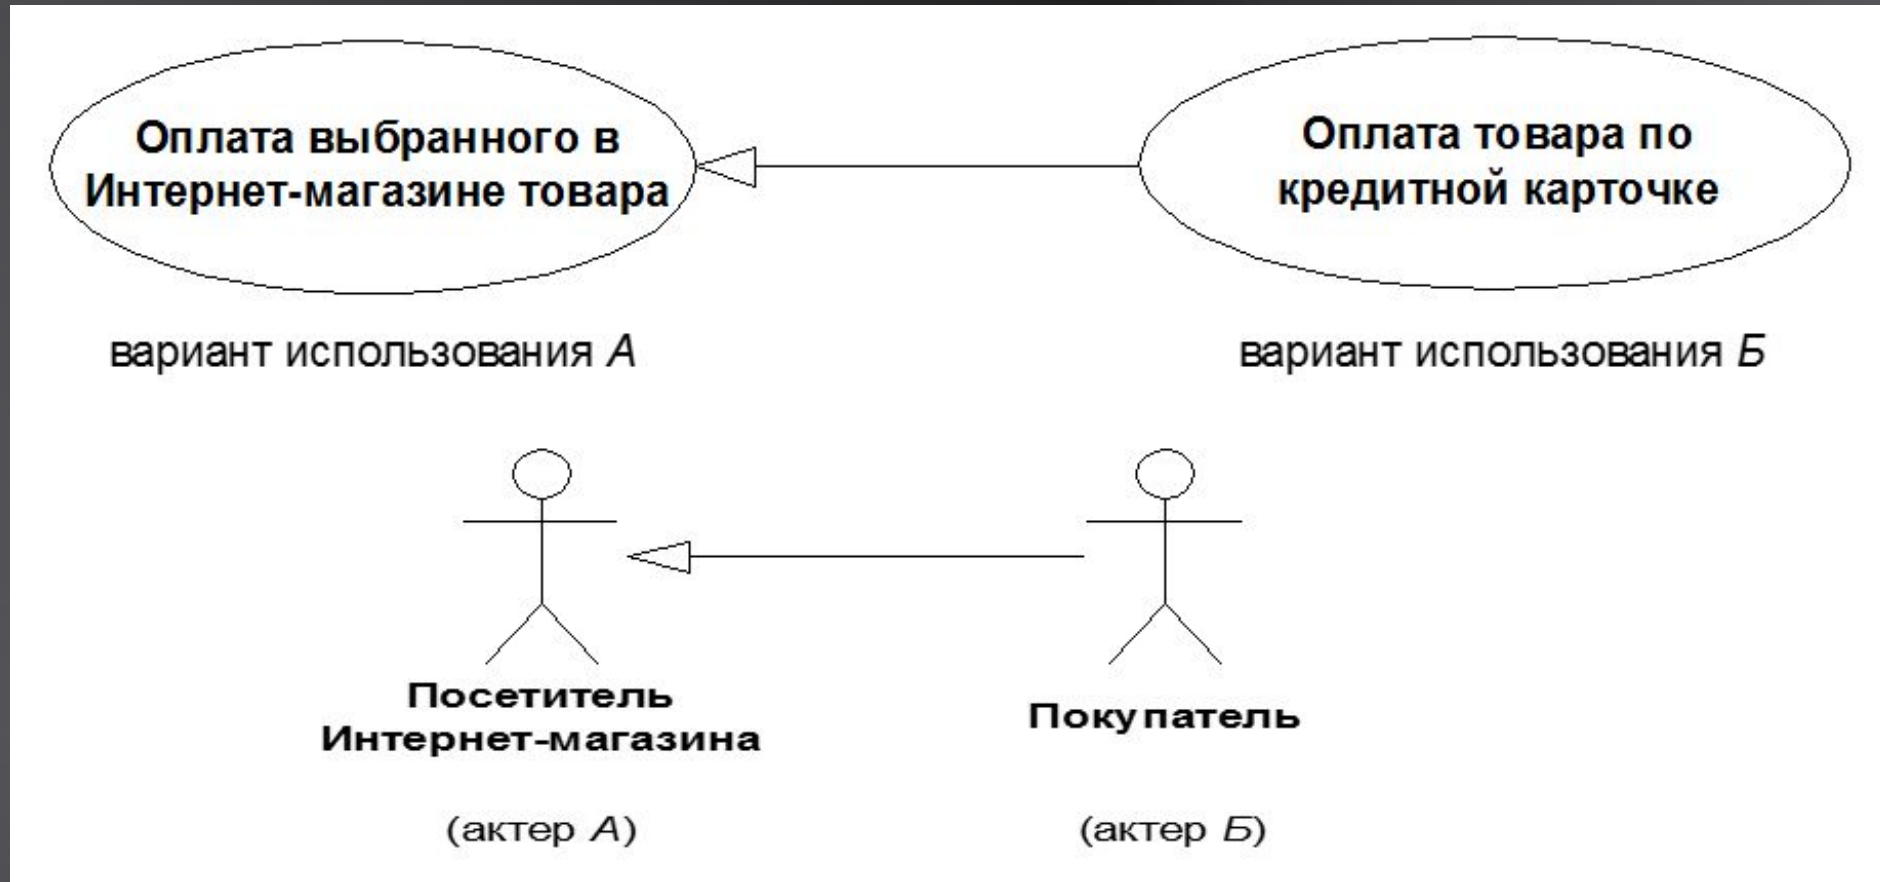 Оплата выбранного в
Интернет-магазине товара
Оплата товара по
кредитной карточке
вариант использования А
вариант использования Б
Посетитель
Интернет-магазина
Покупатель
(актер А)
(актер Б)